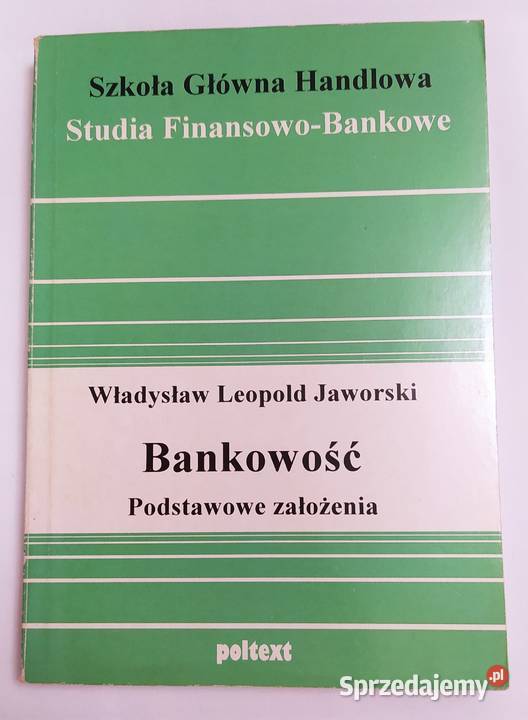 Szkoła Główna Handlowa
Studia Finansowo-Bankowe
Władysław Leopold Jaworski
Bankowość
Podstawowe założenia
poltext
Sprzedajemy.pl